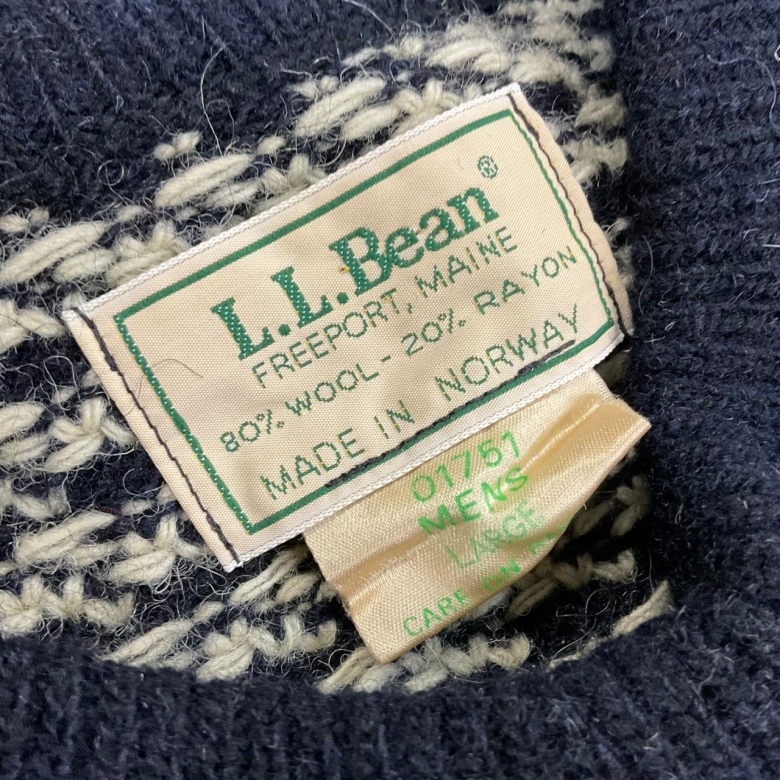 L.L.Bean®
FREEPORT, MAINE
80% WOOL - 20% RAYON
MADE IN NORWAY
01751
MENS
LARGE
CARE ON